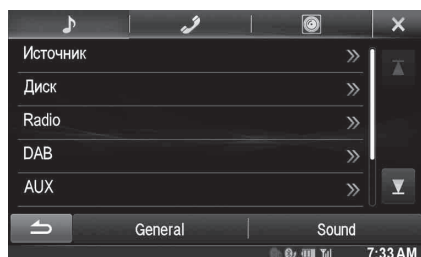 Источник
Диск
Radio
DAB
AUX
General Sound
7:33 AM